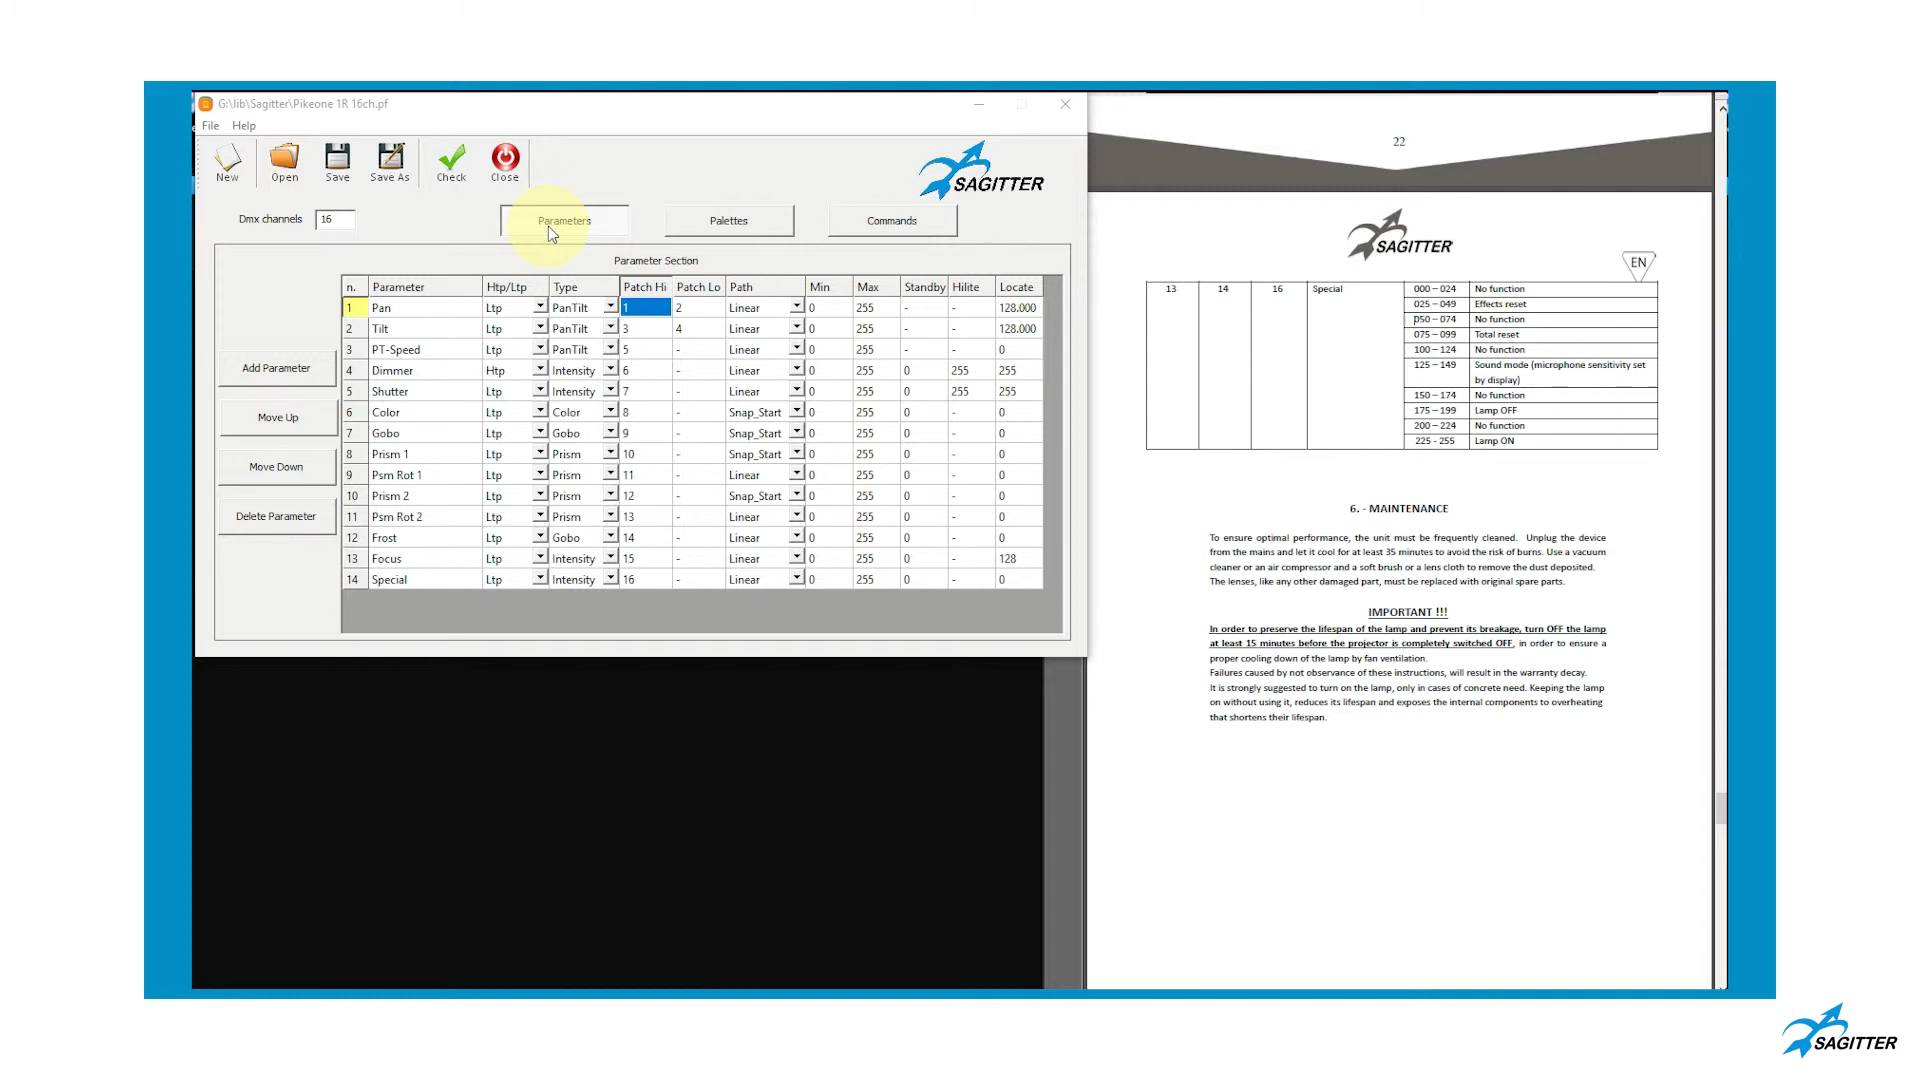 G:\lib\Sagitter\Pikeone 1R 16ch.pf
File Help
New Open Save Save As Check Close
SAGITTER
Dmx channels 16 Parameters Palettes Commands
Parameter Section
n. Parameter Htp/Ltp Type Patch Hi Patch Lo Path Min Max Standby Hilite Locate
1 Pan Ltp PanTilt 1 2 Linear 0 255 - - 128.000
2 Tilt Ltp PanTilt 3 4 Linear 0 255 - - 128.000
3 PT-Speed Ltp PanTilt 5 - Linear 0 255 - - 0
4 Dimmer Htp Intensity 6 - Linear 0 255 0 255 255
5 Shutter Ltp Intensity 7 - Linear 0 255 0 255 255
6 Color Ltp Color 8 - Snap_Start 0 255 0 - 0
7 Gobo Ltp Gobo 9 - Snap_Start 0 255 0 - 0
8 Prism 1 Ltp Prism 10 - Snap_Start 0 255 0 - 0
9 Psm Rot 1 Ltp Prism 11 - Linear 0 255 0 - 0
10 Prism 2 Ltp Prism 12 - Snap_Start 0 255 0 - 0
11 Psm Rot 2 Ltp Prism 13 - Linear 0 255 0 - 0
12 Frost Ltp Gobo 14 - Linear 0 255 0 - 0
13 Focus Ltp Intensity 15 - Linear 0 255 0 - 128
14 Special Ltp Intensity 16 - Linear 0 255 0 - 0
Add Parameter
Move Up
Move Down
Delete Parameter
22
SAGITTER
EN
13 14 16 Special 000 – 024 No function
025 – 049 Effects reset
050 – 074 No function
075 – 099 Total reset
100 – 124 No function
125 – 149 Sound mode (microphone sensitivity set
by display)
150 – 174 No function
175 – 199 Lamp OFF
200 – 224 No function
225 - 255 Lamp ON
6. - MAINTENANCE
To ensure optimal performance, the unit must be frequently cleaned. Unplug the device
from the mains and let it cool for at least 35 minutes to avoid the risk of burns. Use a vacuum
cleaner or an air compressor and a soft brush or a lens cloth to remove the dust deposited.
The lenses, like any other damaged part, must be replaced with original spare parts.
IMPORTANT !!!
In order to preserve the lifespan of the lamp and prevent its breakage, turn OFF the lamp
at least 15 minutes before the projector is completely switched OFF, in order to ensure a
proper cooling down of the lamp by fan ventilation.
Failures caused by not observance of these instructions, will result in the warranty decay.
It is strongly suggested to turn on the lamp, only in cases of concrete need. Keeping the lamp
on without using it, reduces its lifespan and exposes the internal components to overheating
that shortens their lifespan.
SAGITTER